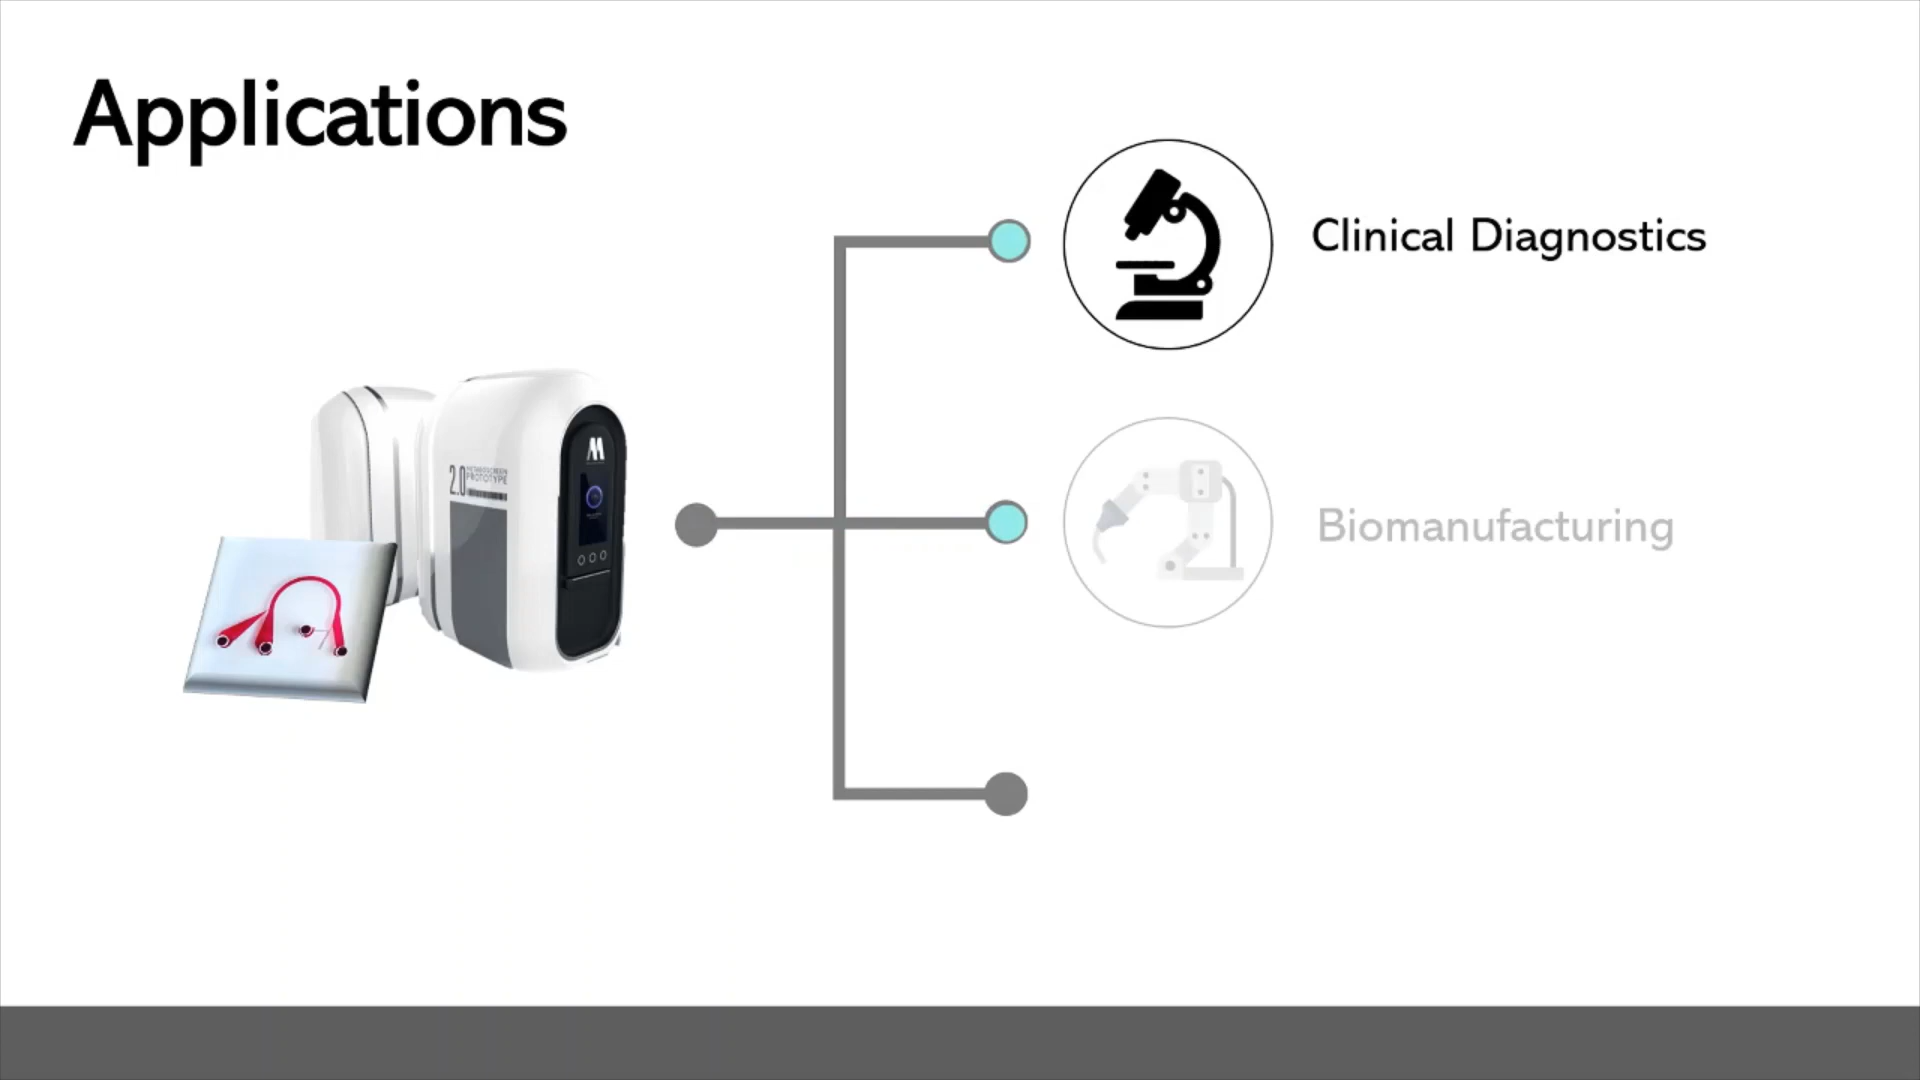 Applications
Clinical Diagnostics
2.0
PROTOTYPE
Biomanufacturing